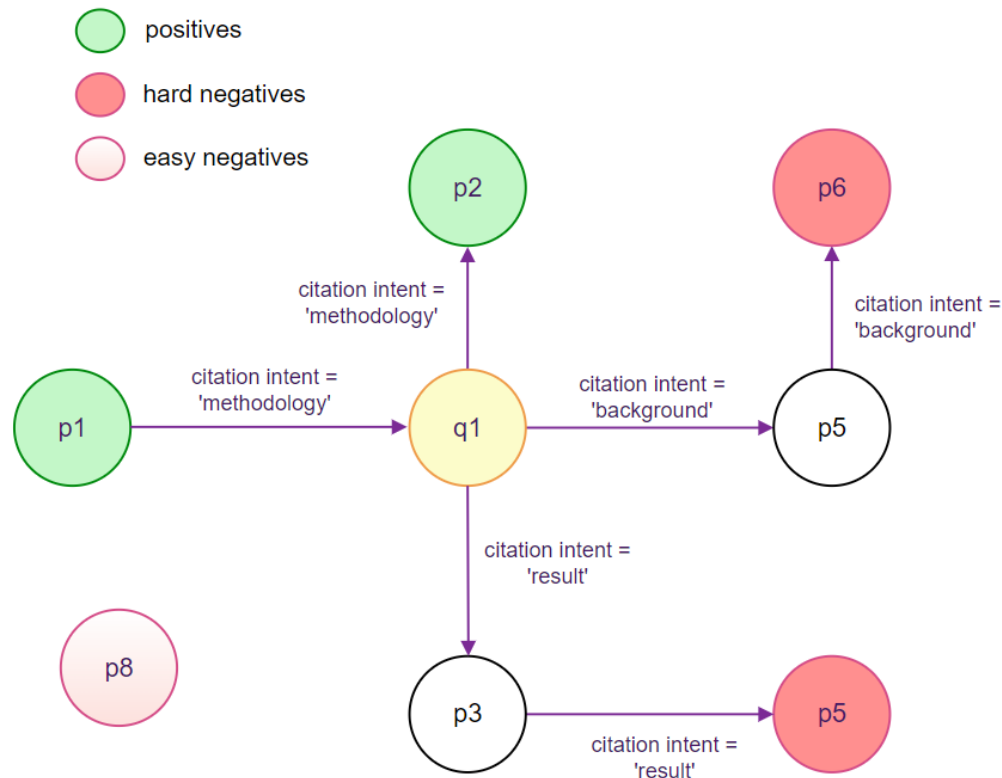 positives
hard negatives
easy negatives
p2
p6
citation intent =
'methodology'
citation intent =
'background'
citation intent =
'methodology'
citation intent =
'background'
p1
q1
p5
citation intent =
'result'
p8
p3
p5
citation intent =
'result'